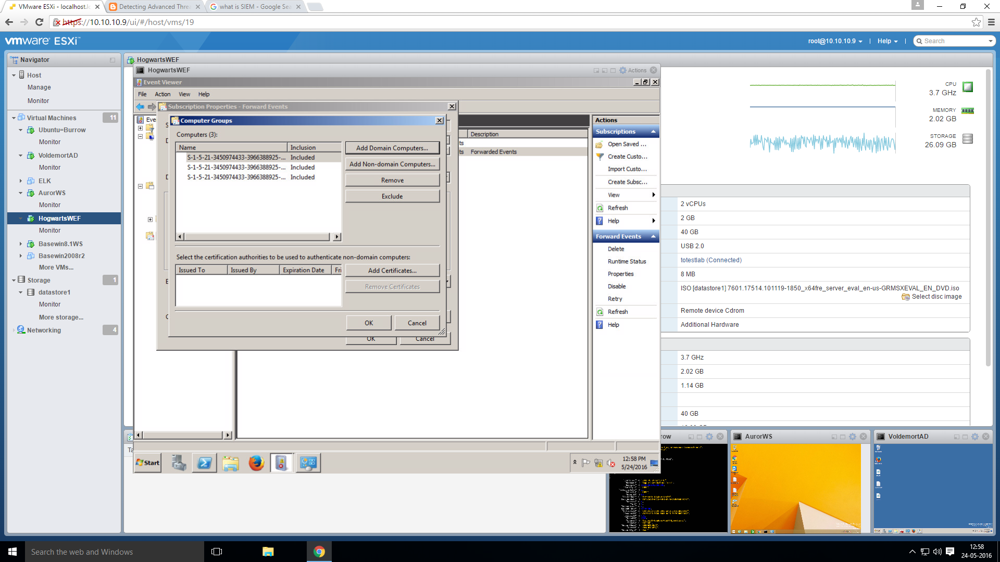 VMware ESXi - localhost.lo
Detecting Advanced Threa
what is SIEM - Google Sea
https://10.10.10.9/ui/#/host/vms/19
vmware ESXi
root@10.10.10.9
Help
Search
Navigator
Host
Manage
Monitor
Virtual Machines
11
Ubuntu=Burrow
Monitor
VoldemortAD
Monitor
ELK
AurorWS
Monitor
HogwartsWEF
Monitor
Basewin8.1WS
Basewin2008r2
More VMs...
Storage
1
datastore1
Monitor
More storage...
Networking
4
HogwartsWEF
HogwartsWEF
Actions
Event Viewer
File Action View Help
Subscription Properties - Forward Events
Computer Groups
Computers (3):
Name Inclusion
S-1-5-21-3450974433-3966388925-... Included
S-1-5-21-3450974433-3966388925-... Included
S-1-5-21-3450974433-3966388925-... Included
Add Domain Computers...
Add Non-domain Computers...
Remove
Exclude
Select the certification authorities to be used to authenticate non-domain computers:
Issued To Issued By Expiration Date Fri
Add Certificates...
Remove Certificates
OK Cancel
OK Cancel
Eve
Description
ts
ts Forwarded Events
Actions
Subscriptions
Open Saved ...
Create Custo...
Import Custo...
Create Subsc...
View
Refresh
Help
Forward Events
Delete
Runtime Status
Properties
Disable
Retry
Refresh
Help
Start
12:58 PM
5/24/2016
CPU
3.7 GHz
MEMORY
2.02 GB
STORAGE
26.09 GB
2 vCPUs
2 GB
40 GB
USB 2.0
totestlab (Connected)
8 MB
ISO [datastore1] 7601.17514.101119-1850_x64fre_server_eval_en-us-GRMSXEVAL_EN_DVD.iso
Select disc image
Remote device Cdrom
Additional Hardware
3.7 GHz
2.02 GB
1.14 GB
40 GB
Ta
row
AurorWS
VoldemortAD
Search the web and Windows
12:58
24-05-2016